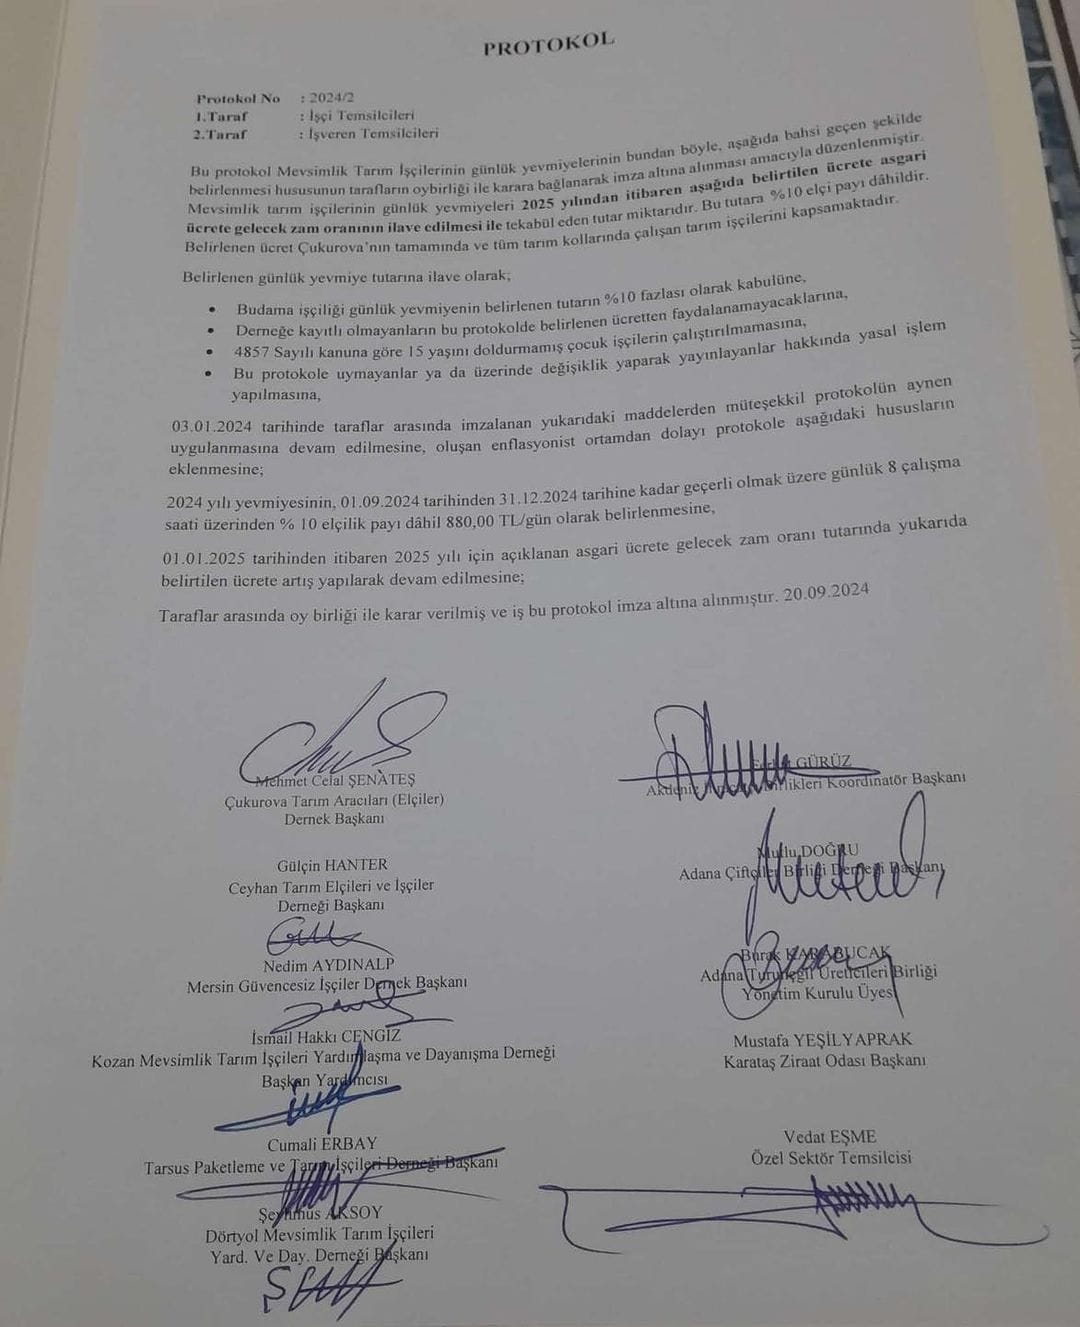 PROTOKOL
Protokol No : 2024/2
1.Taraf : İşçi Temsilcileri
2.Taraf : İşveren Temsilcileri
Bu protokol Mevsimlik Tarım İşçilerinin günlük yevmiyelerinin bundan böyle, aşağıda bahsi geçen şekilde
belirlenmesi hususunun tarafların oybirliği ile karara bağlanarak imza altına alınması amacıyla düzenlenmiştir.
Mevsimlik tarım işçilerinin günlük yevmiyeleri 2025 yılından itibaren aşağıda belirtilen ücrete asgari
ücrete gelecek zam oranının ilave edilmesi ile tekabül eden tutar miktarıdır. Bu tutara %10 elçi payı dâhildir.
Belirlenen ücret Çukurova'nın tamamında ve tüm tarım kollarında çalışan tarım işçilerini kapsamaktadır.
Belirlenen günlük yevmiye tutarına ilave olarak;
• Budama işçiliği günlük yevmiyenin belirlenen tutarın %10 fazlası olarak kabulüne,
• Derneğe kayıtlı olmayanların bu protokolde belirlenen ücretten faydalanamayacaklarına,
• 4857 Sayılı kanuna göre 15 yaşını doldurmamış çocuk işçilerin çalıştırılmamasına,
• Bu protokole uymayanlar ya da üzerinde değişiklik yaparak yayınlayanlar hakkında yasal işlem
yapılmasına,
03.01.2024 tarihinde taraflar arasında imzalanan yukarıdaki maddelerden müteşekkil protokolün aynen
uygulanmasına devam edilmesine, oluşan enflasyonist ortamdan dolayı protokole aşağıdaki hususların
eklenmesine;
2024 yılı yevmiyesinin, 01.09.2024 tarihinden 31.12.2024 tarihine kadar geçerli olmak üzere günlük 8 çalışma
saati üzerinden % 10 elçilik payı dâhil 880,00 TL/gün olarak belirlenmesine,
01.01.2025 tarihinden itibaren 2025 yılı için açıklanan asgari ücrete gelecek zam oranı tutarında yukarıda
belirtilen ücrete artış yapılarak devam edilmesine;
Taraflar arasında oy birliği ile karar verilmiş ve iş bu protokol imza altına alınmıştır. 20.09.2024
Mehmet Celal ŞENATEŞ
Çukurova Tarım Aracıları (Elçiler)
Dernek Başkanı
Gülçin HANTER
Ceyhan Tarım Elçileri ve İşçiler
Derneği Başkanı
Nedim AYDINALP
Mersin Güvencesiz İşçiler Dernek Başkanı
İsmail Hakkı CENGİZ
Kozan Mevsimlik Tarım İşçileri Yardımlaşma ve Dayanışma Derneği
Başkan Yardımcısı
Cumali ERBAY
Tarsus Paketleme ve Tarım İşçileri Derneği Başkanı
Şeyhmus AKSOY
Dörtyol Mevsimlik Tarım İşçileri
Yard. Ve Day. Derneği Başkanı
GÜRÜZ
Akdeniz Birlikleri Koordinatör Başkanı
Mutlu DOĞRU
Adana Çiftçiler Birliği Derneği Başkanı
Burak KARABUCAK
Adana Turunçgil Üreticileri Birliği
Yönetim Kurulu Üyesi
Mustafa YEŞİLYAPRAK
Karataş Ziraat Odası Başkanı
Vedat EŞME
Özel Sektör Temsilcisi